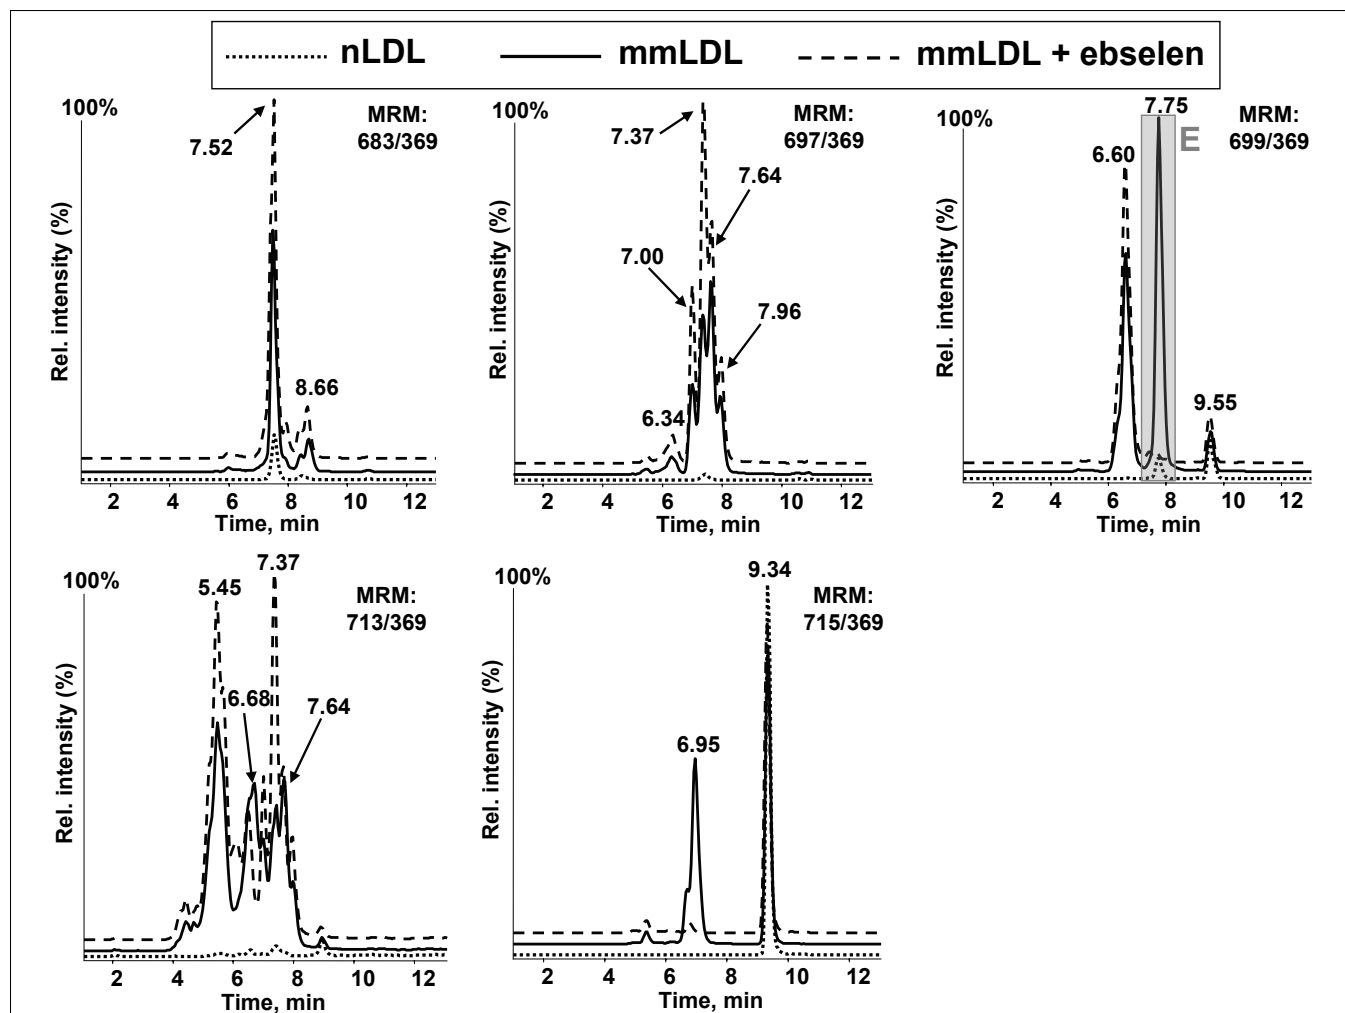 nLDL mmLDL mmLDL + ebselen
100%
MRM:
683/369
7.52
8.66
Rel. intensity (%)
2 4 6 8 10 12
Time, min
100%
MRM:
697/369
7.37
7.64
7.00
7.96
6.34
Rel. intensity (%)
2 4 6 8 10 12
Time, min
100%
MRM:
699/369
7.75
E
6.60
9.55
Rel. intensity (%)
2 4 6 8 10 12
Time, min
100%
MRM:
713/369
7.37
5.45
6.68
7.64
Rel. intensity (%)
2 4 6 8 10 12
Time, min
100%
MRM:
715/369
9.34
6.95
Rel. intensity (%)
2 4 6 8 10 12
Time, min